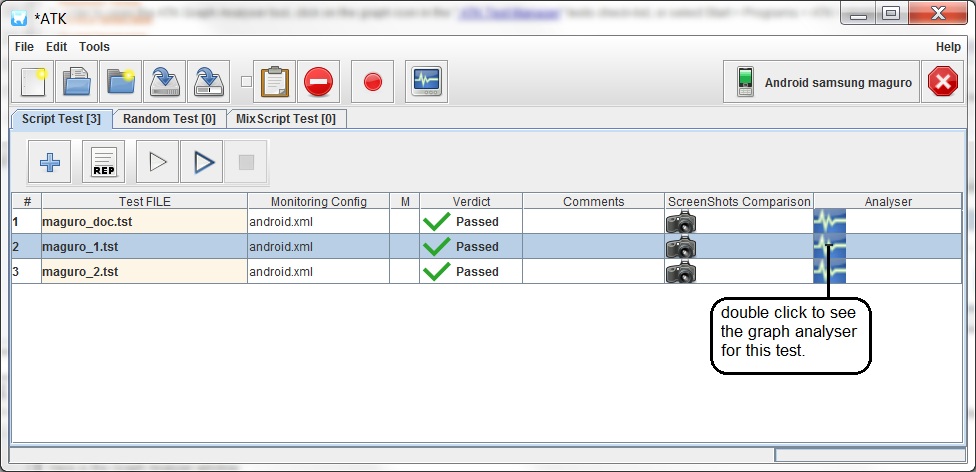 *ATK
File Edit Tools Help
Android samsung maguro
Script Test [3] Random Test [0] MixScript Test [0]
REP
# Test FILE Monitoring Config M Verdict Comments ScreenShots Comparison Analyser
1 maguro_doc.tst android.xml Passed
2 maguro_1.tst android.xml Passed
3 maguro_2.tst android.xml Passed
double click to see
the graph analyser
for this test.